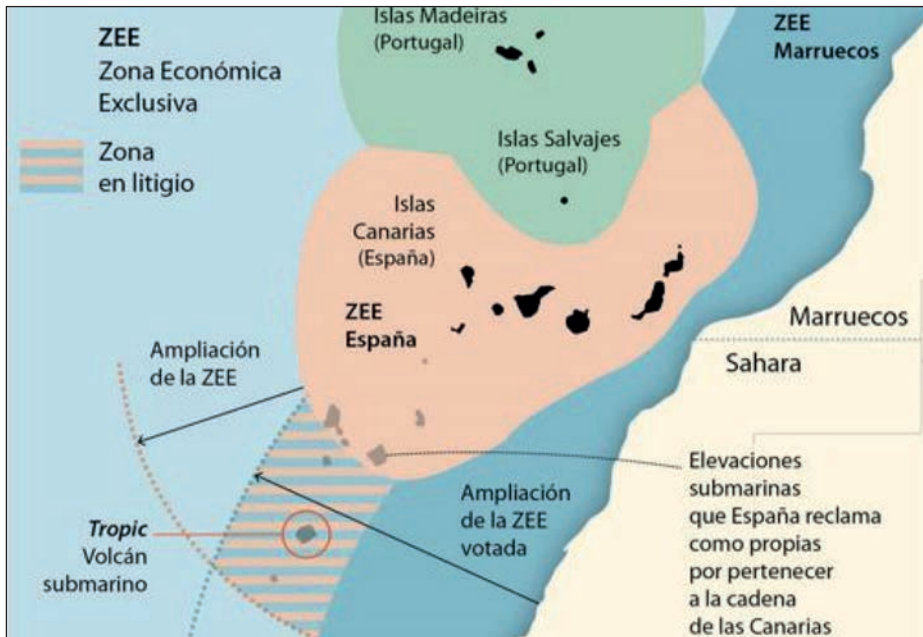 Islas Madeiras
(Portugal)
ZEE
Zona Económica
Exclusiva
Zona
en litigio
ZEE
Marruecos
Islas Salvajes
(Portugal)
Islas
Canarias
(España)
ZEE
España
Marruecos
Sahara
Ampliación
de la ZEE
Tropic
Volcán
submarino
Ampliación
de la ZEE
votada
Elevaciones
submarinas
que España reclama
como propias
por pertenecer
a la cadena
de las Canarias